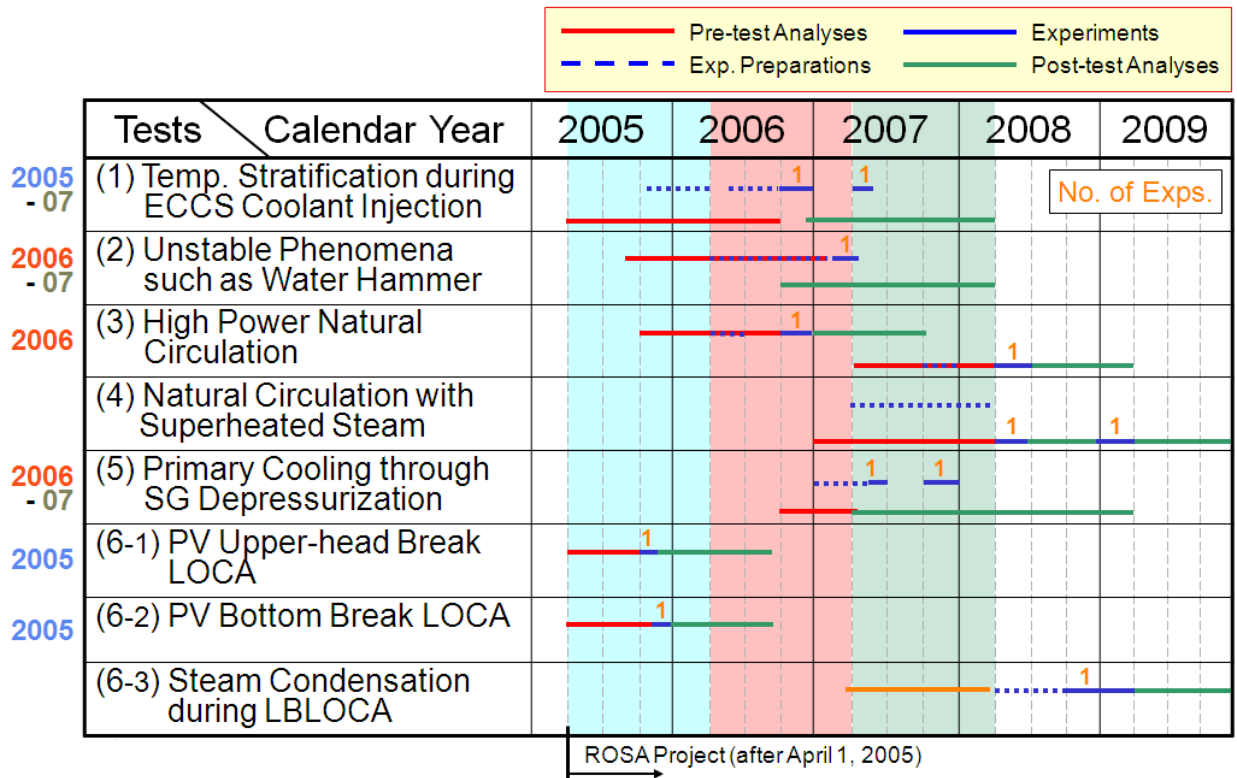 Pre-test Analyses
Experiments
Exp. Preparations
Post-test Analyses
Tests
Calendar Year
2005
2006
2007
2008
2009
2005
- 07
(1) Temp. Stratification during
ECCS Coolant Injection
1
1
No. of Exps.
2006
- 07
(2) Unstable Phenomena
such as Water Hammer
1
2006
(3) High Power Natural
Circulation
1
1
(4) Natural Circulation with
Superheated Steam
1
1
2006
- 07
(5) Primary Cooling through
SG Depressurization
1
1
2005
(6-1) PV Upper-head Break
LOCA
1
2005
(6-2) PV Bottom Break LOCA
1
(6-3) Steam Condensation
during LBLOCA
1
ROSA Project (after April 1, 2005)